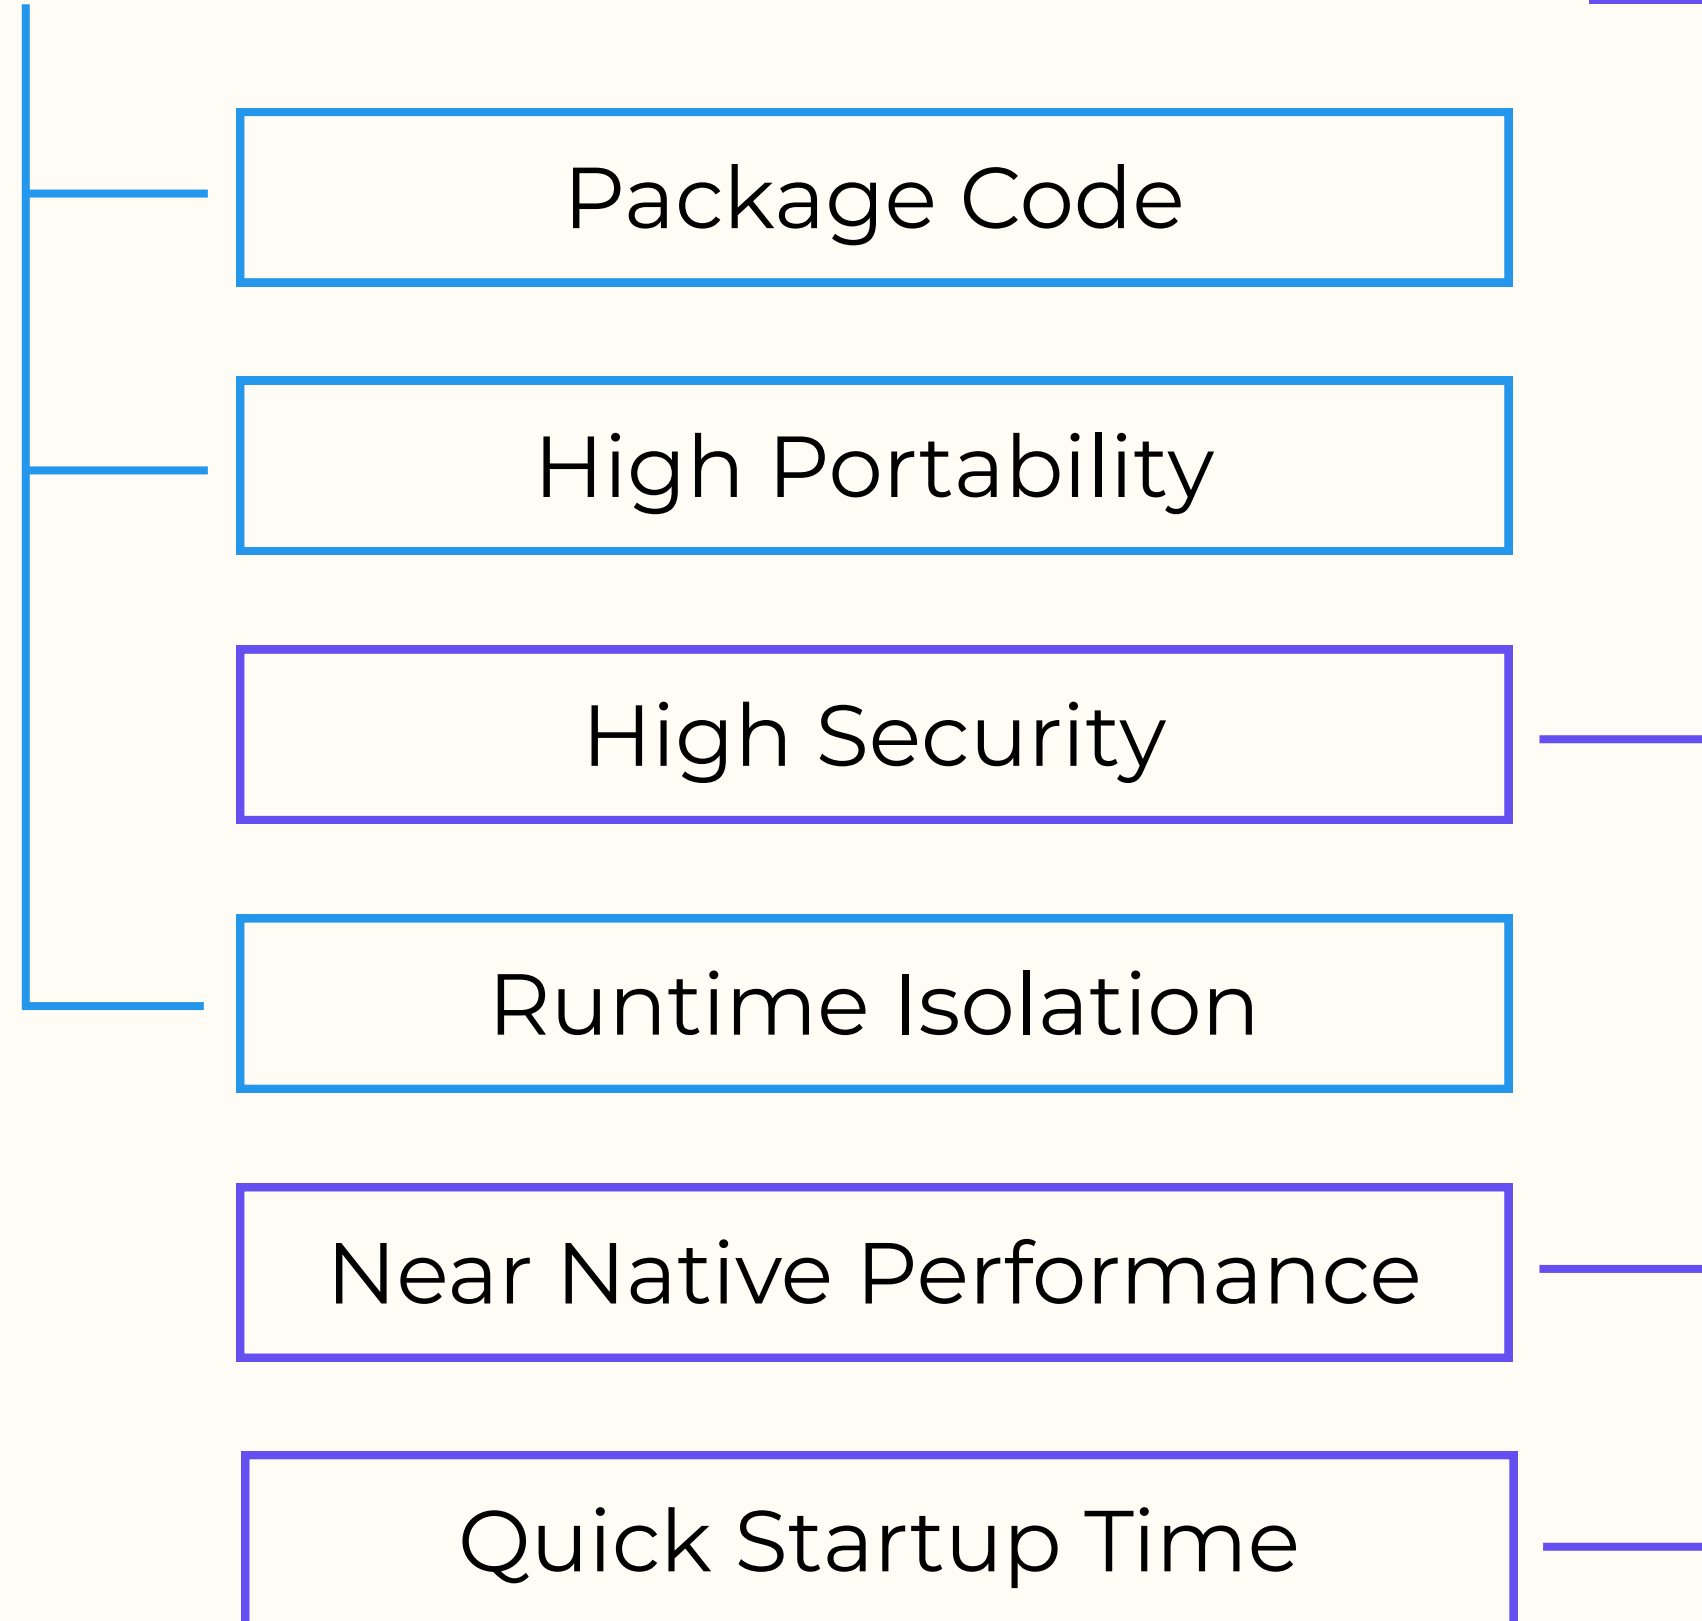 Package Code
High Portability
High Security
Runtime Isolation
Near Native Performance
Quick Startup Time